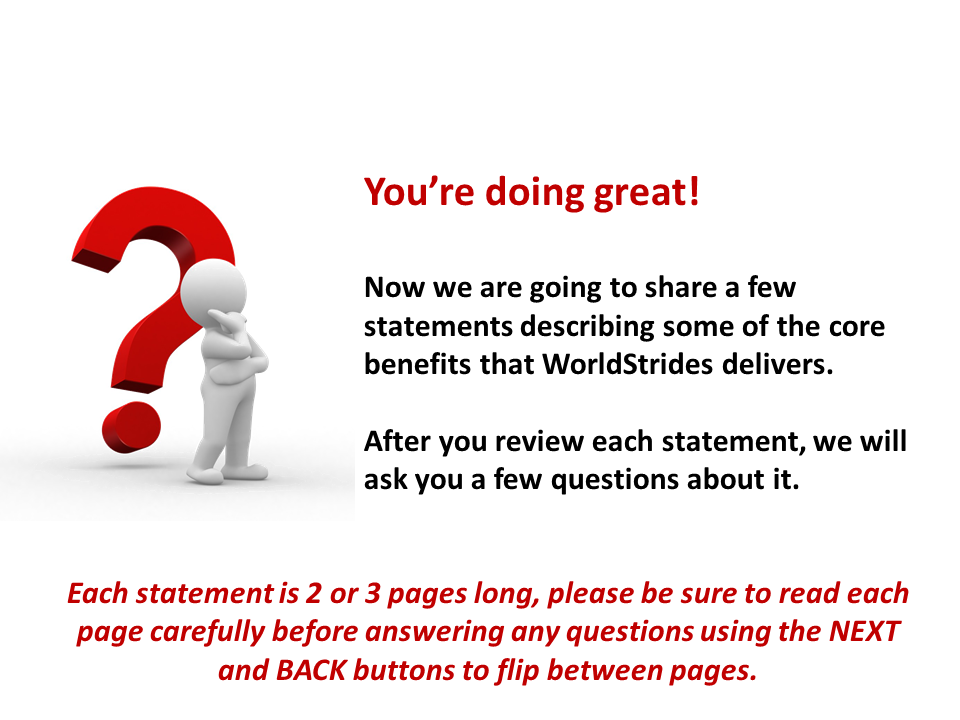 You’re doing great!
Now we are going to share a few
statements describing some of the core
benefits that WorldStrides delivers.
After you review each statement, we will
ask you a few questions about it.
Each statement is 2 or 3 pages long, please be sure to read each
page carefully before answering any questions using the NEXT
and BACK buttons to flip between pages.